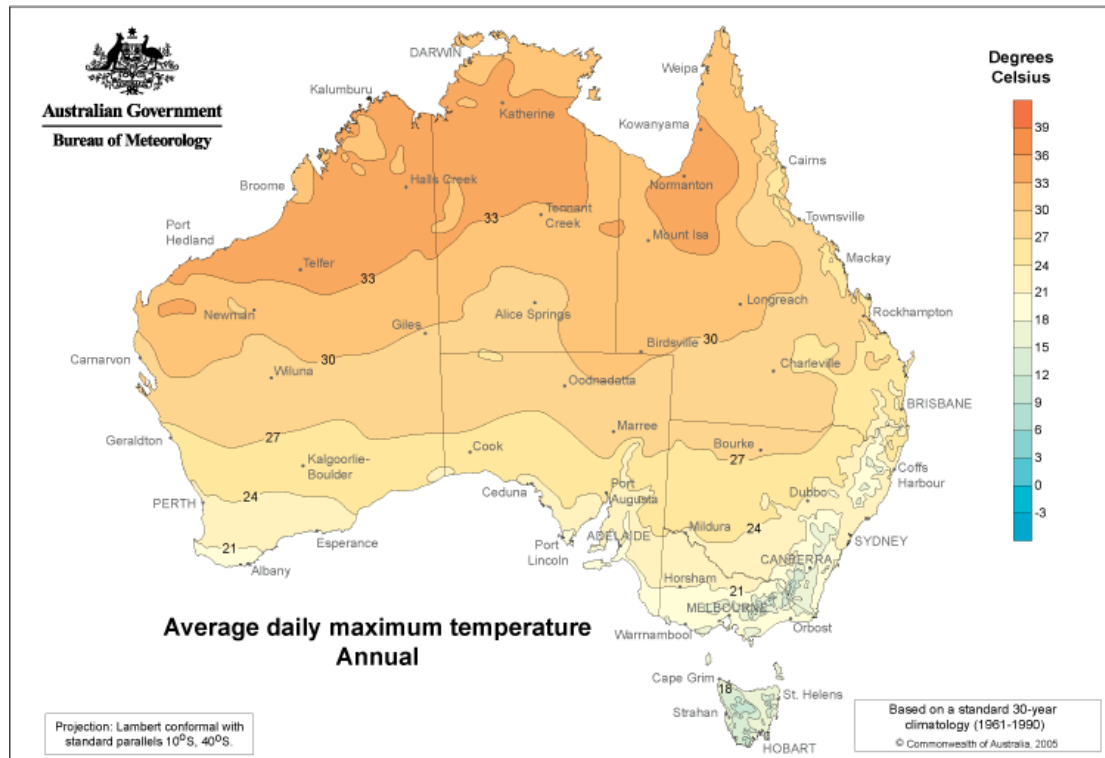 Australian Government
Bureau of Meteorology
Degrees
Celsius
39
36
33
30
27
24
21
18
15
12
9
6
3
0
-3
DARWIN
Kalumburu
Katherine
Weipa
Kowanyama
Broome
Halls Creek
Normanton
Cairns
Port
Hedland
33
Tennant
Creek
Mount Isa
Townsville
Telfer
33
Mackay
Newman
Giles
Alice Springs
Longreach
Rockhampton
Carnarvon
30
Birdsville
30
Wiluna
Oodnadatta
Charleville
BRISBANE
Geraldton
27
Cook
Marree
Bourke
27
Kalgoorlie-
Boulder
Coffs
Harbour
PERTH
24
Ceduna
Port
Augusta
Dubbo
Mildura
24
21
Esperance
Port
Lincoln
ADELAIDE
SYDNEY
Albany
CANBERRA
Horsham
21
MELBOURNE
Warrnambool
Orbost
Average daily maximum temperature
Annual
Cape Grim
18
St. Helens
Strahan
HOBART
Projection: Lambert conformal with
standard parallels 10°S, 40°S.
Based on a standard 30-year
climatology (1961-1990)
© Commonwealth of Australia, 2005